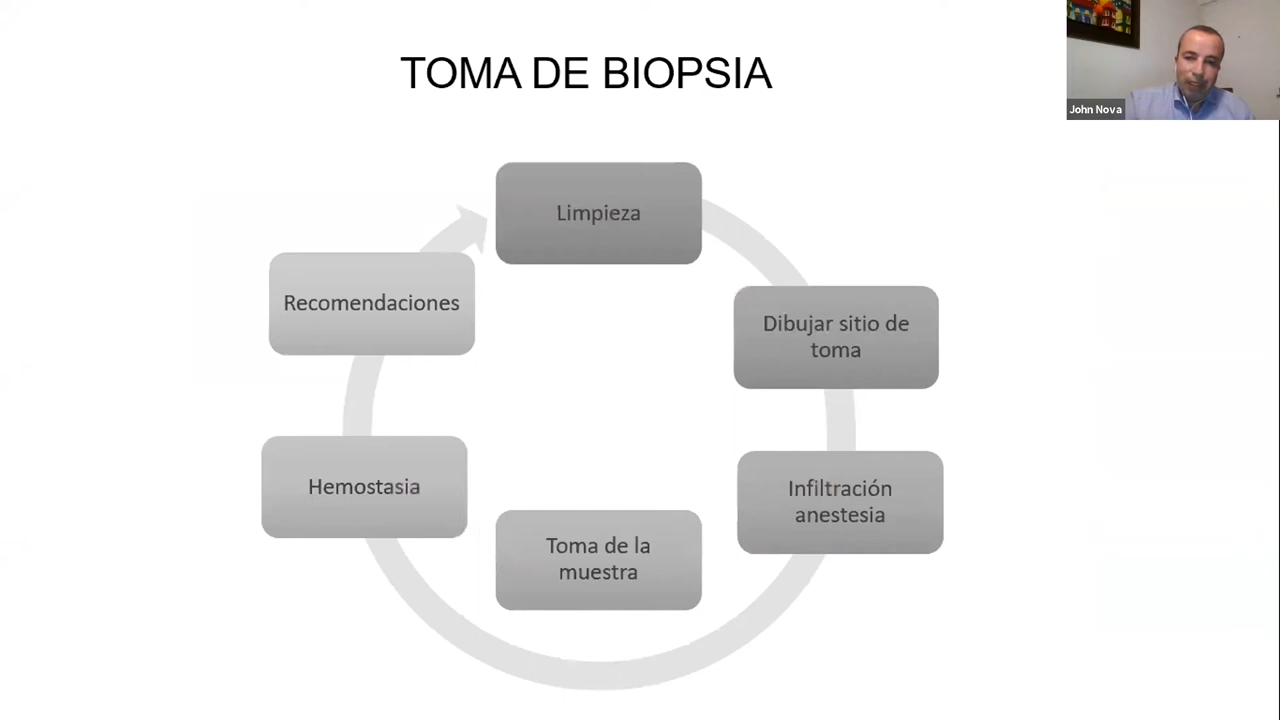 TOMA DE BIOPSIA
John Nova
Limpieza
Dibujar sitio de
toma
Infiltración
anestesia
Toma de la
muestra
Hemostasia
Recomendaciones